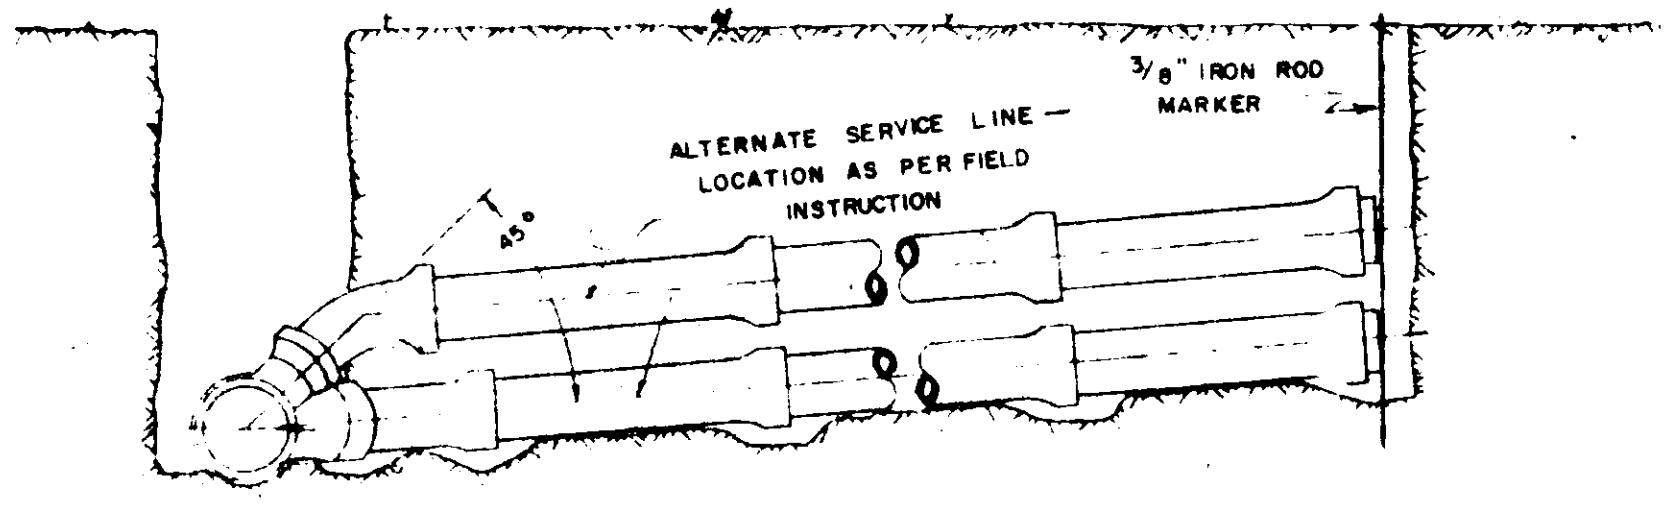 3/8" IRON ROD
MARKER
ALTERNATE SERVICE LINE —
LOCATION AS PER FIELD
INSTRUCTION
45°